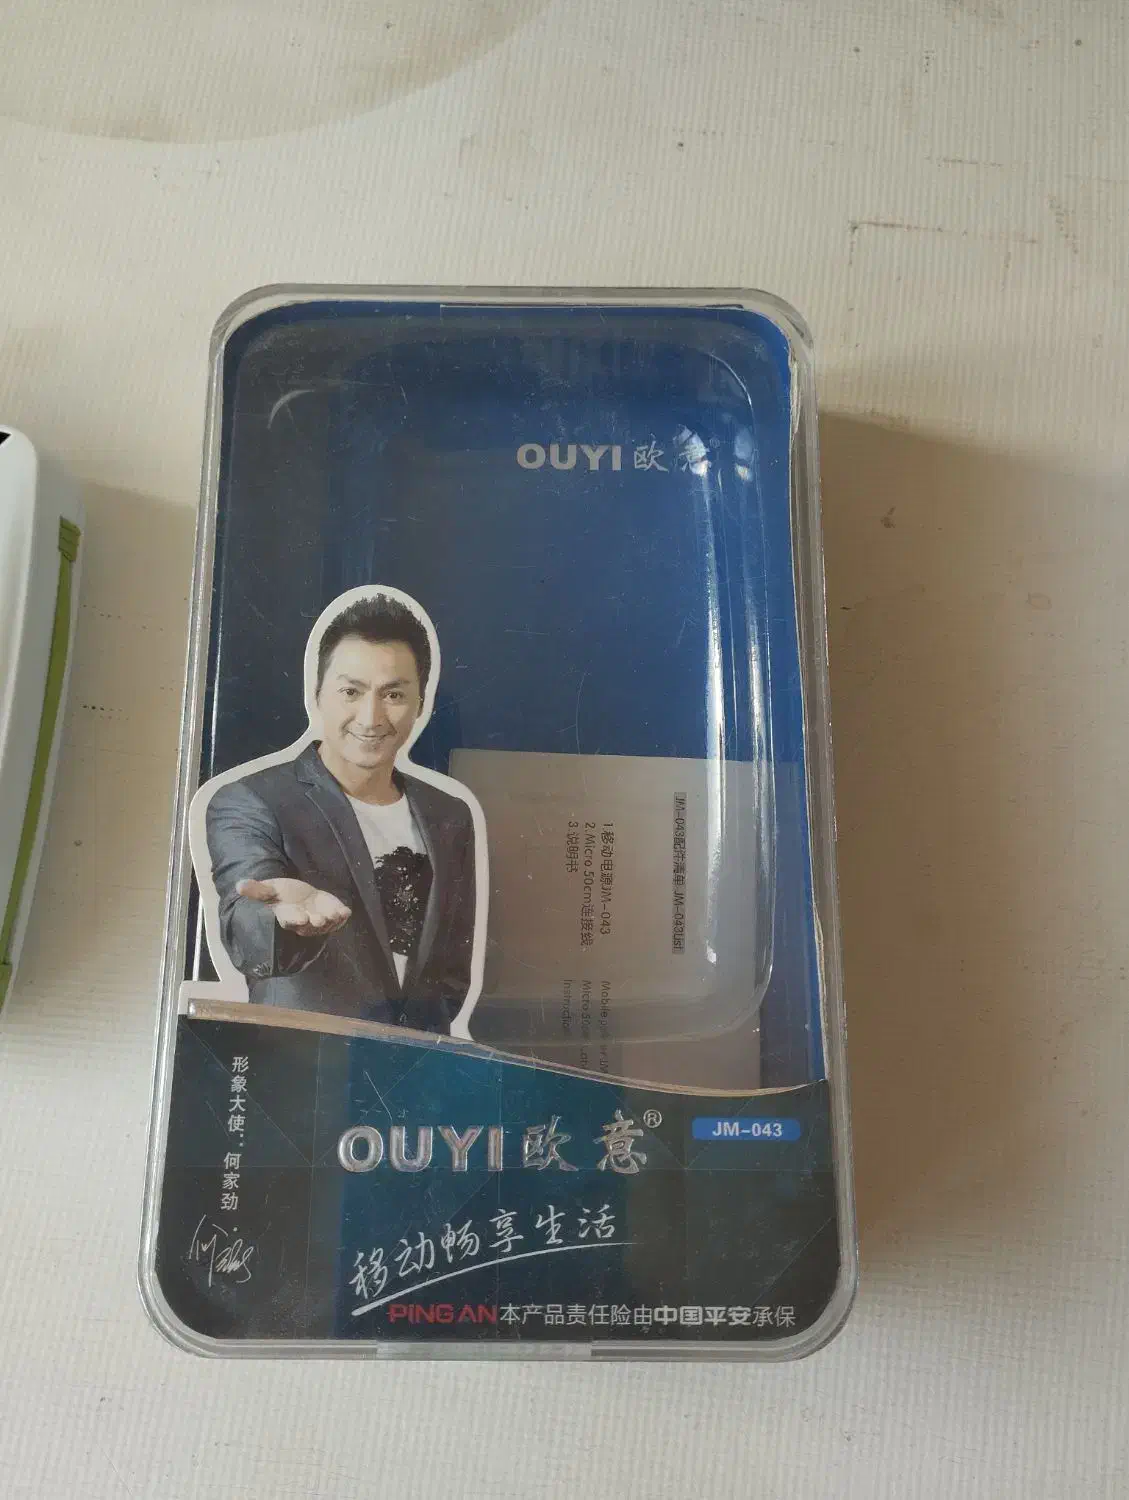 OUYI 欧意
JM-043配件清单 JM-043List
1.移动电源JM-043
2.Micro 50cm连接线
3.说明书
形象大使：何家劲
OUYI 欧意®
JM-043
移动畅享生活
PING AN 本产品责任险由中国平安承保